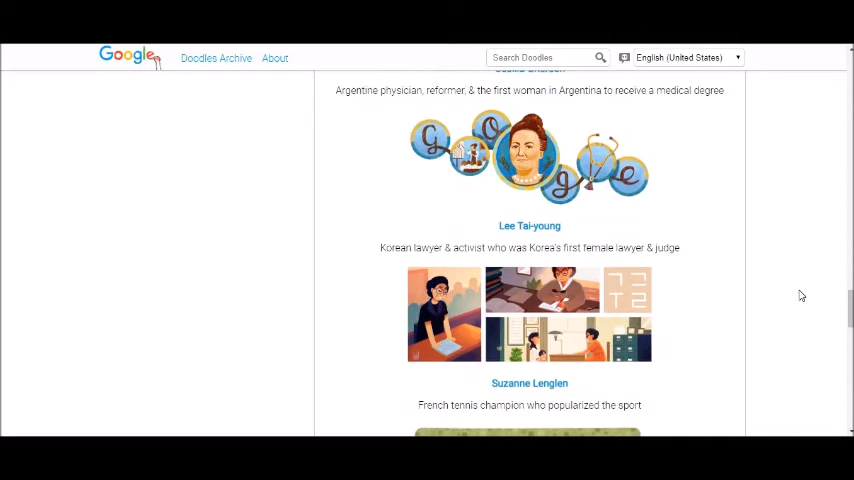 Google
Doodles Archive
About
Search Doodles
English (United States)
Argentine physician, reformer, & the first woman in Argentina to receive a medical degree
G O g e
Lee Tai-young
Korean lawyer & activist who was Korea's first female lawyer & judge
Suzanne Lenglen
French tennis champion who popularized the sport